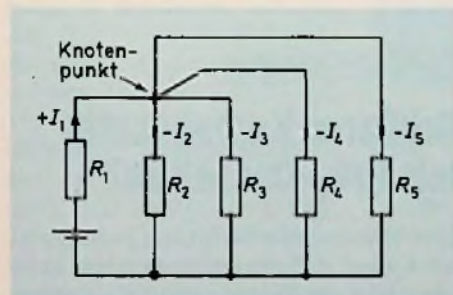 Knoten-
punkt
+I₁
-I₂
-I₃
-I₄
-I₅
R₁
R₂
R₃
R₄
R₅